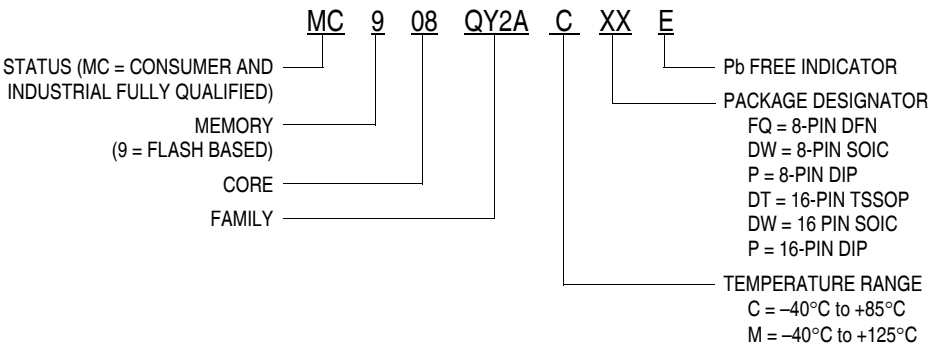 MC 9 08 QY2A C XX E
STATUS (MC = CONSUMER AND
INDUSTRIAL FULLY QUALIFIED)
MEMORY
(9 = FLASH BASED)
CORE
FAMILY
Pb FREE INDICATOR
PACKAGE DESIGNATOR
FQ = 8-PIN DFN
DW = 8-PIN SOIC
P = 8-PIN DIP
DT = 16-PIN TSSOP
DW = 16 PIN SOIC
P = 16-PIN DIP
TEMPERATURE RANGE
C = –40°C to +85°C
M = –40°C to +125°C